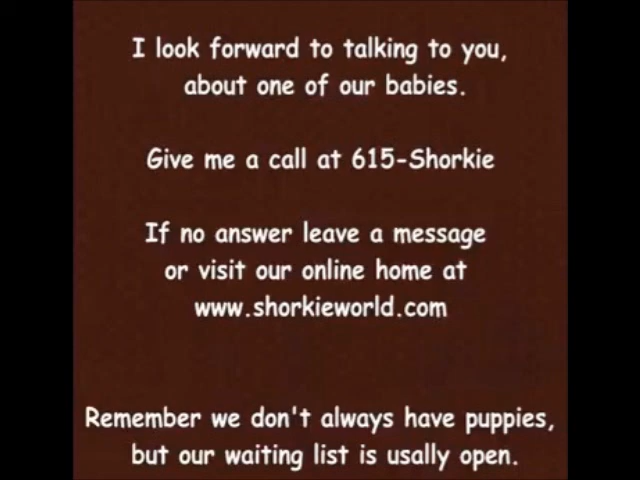 I look forward to talking to you,
about one of our babies.
Give me a call at 615-Shorkie
If no answer leave a message
or visit our online home at
www.shorkieworld.com
Remember we don't always have puppies,
but our waiting list is usally open.